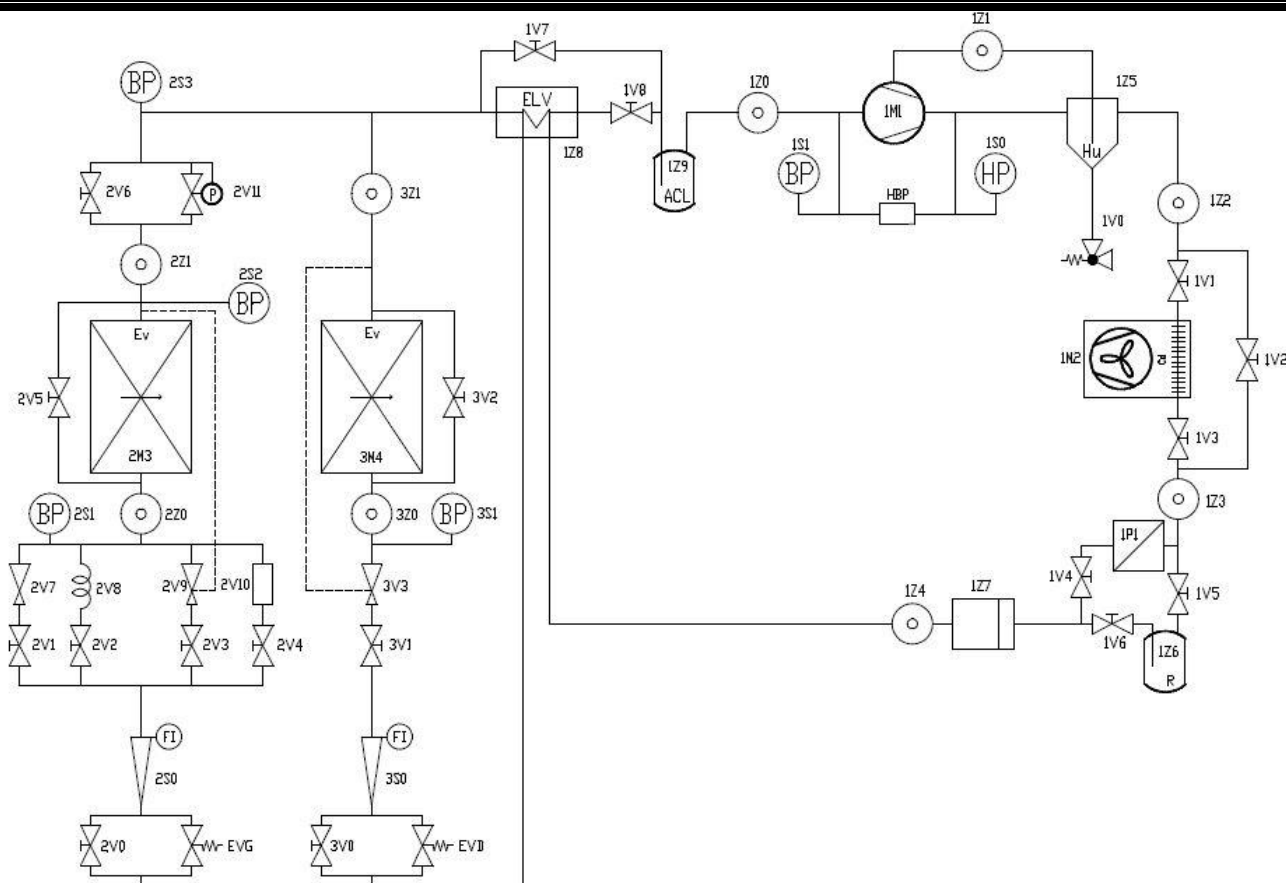 1Z1
1V7
BP 2S3
1V8
1Z0
1Z5
ELV
1M1
1Z8
1Z9
ACL
1S1
BP
1S0
HP
HBP
Hu
2V6
P
2V11
3Z1
1Z2
1V0
2Z1
2S2
BP
1V1
Ev
Ev
1M2
1V2
2V5
3V2
1V3
2M3
3M4
BP 2S1
2Z0
3Z0
BP 3S1
1Z3
1P1
2V7
2V8
2V9
2V10
3V3
1V4
1Z4
1Z7
1V5
2V1
2V2
2V3
2V4
3V1
1V6
1Z6
R
FI
FI
2S0
3S0
2V0
EVG
3V0
EVD